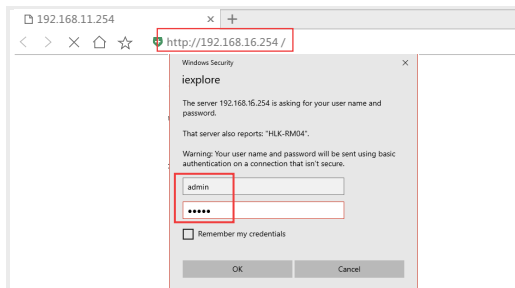 192.168.11.254
http://192.168.16.254 /
Windows Security
iexplore
The server 192.168.16.254 is asking for your user name and
password.
That server also reports: "HLK-RM04".
Warning: Your user name and password will be sent using basic
authentication on a connection that isn't secure.
admin
•••••
Remember my credentials
OK
Cancel